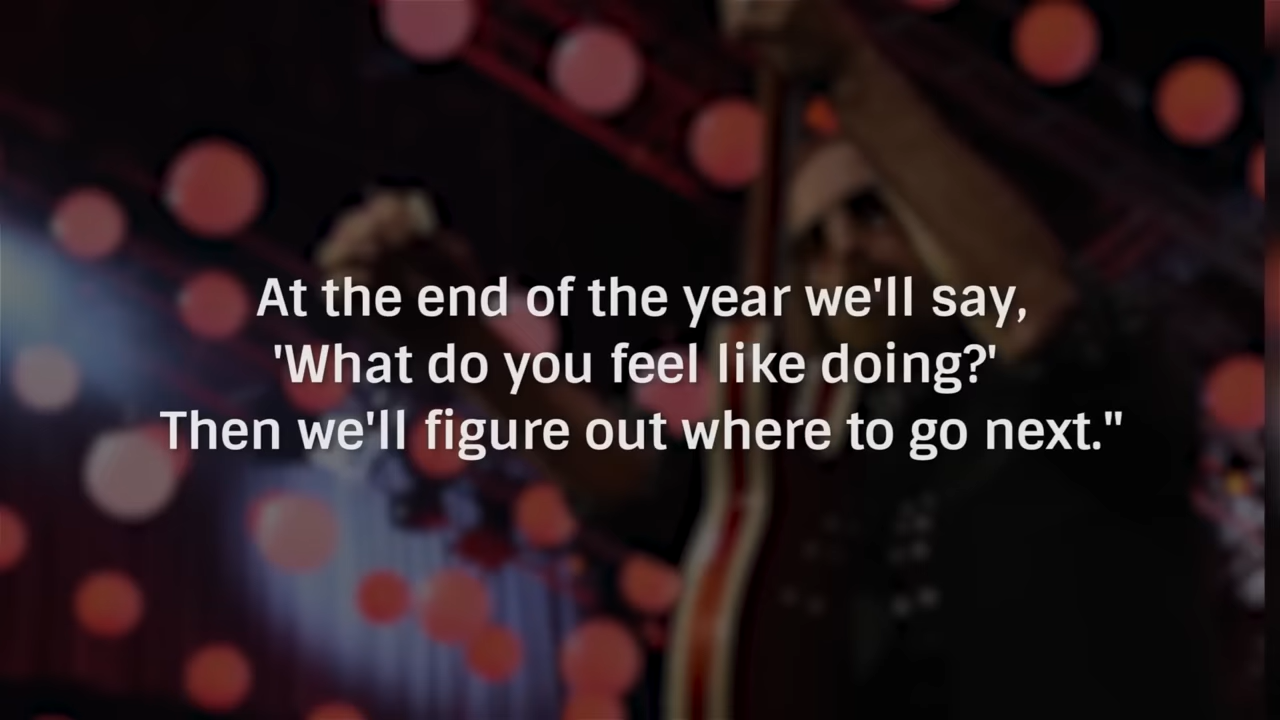 At the end of the year we'll say,
'What do you feel like doing?'
Then we'll figure out where to go next."